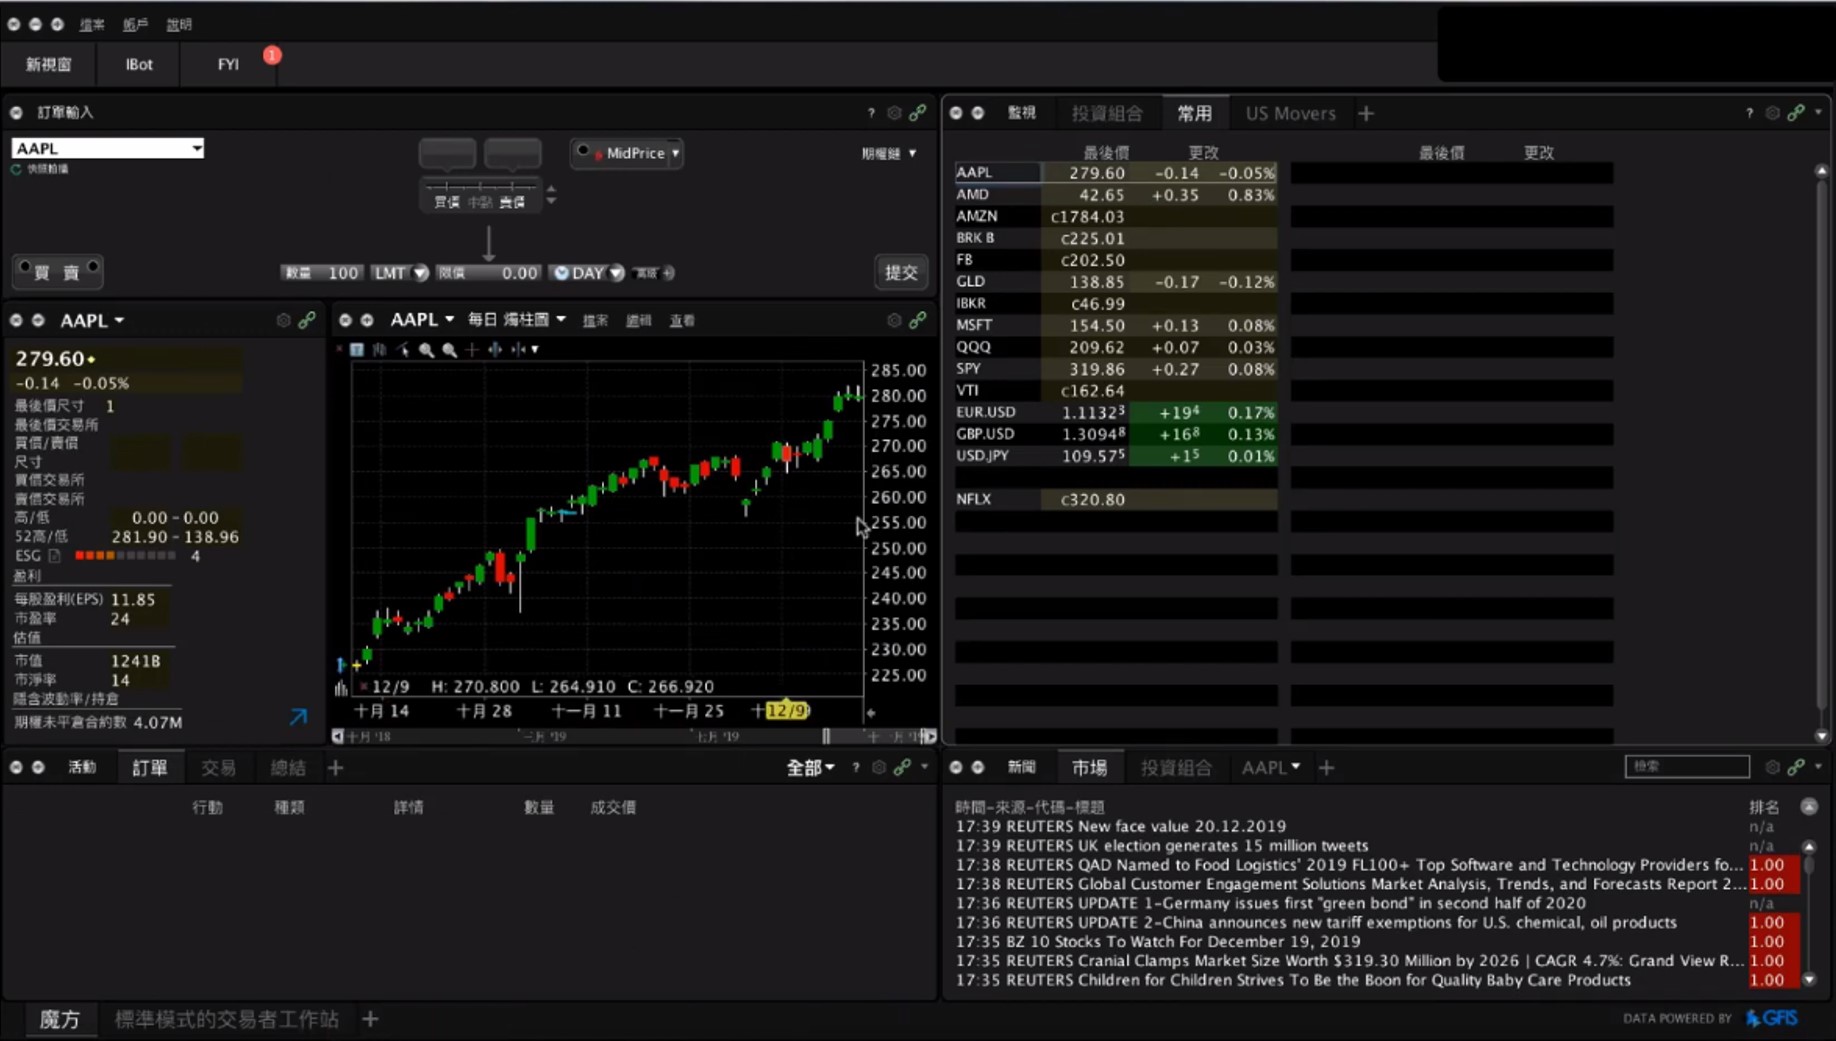 檔案 帳戶 說明
新視窗 IBot FYI 1
訂單輸入 ?
AAPL
快照拍攝
MidPrice
期權鏈
買價 中點 賣價
買 賣
數量 100 LMT 限價 0.00 DAY 高級 提交
AAPL
279.60
-0.14 -0.05%
最後價尺寸 1
最後價交易所
買價/賣價
尺寸
買價交易所
賣價交易所
高/低 0.00 - 0.00
52高/低 281.90 - 138.96
ESG 4
盈利
每股盈利(EPS) 11.85
市盈率 24
估值
市值 1241B
市淨率 14
隱含波動率/持倉
期權未平倉合約數 4.07M
AAPL 每日 燭柱圖 檔案 編輯 查看
285.00
280.00
275.00
270.00
265.00
260.00
255.00
250.00
245.00
240.00
235.00
230.00
225.00
12/9 H: 270.800 L: 264.910 C: 266.920
十月 14 十月 28 十一月 11 十一月 25 十 12/9
十月 '18 三月 '19 七月 '19
監視 投資組合 常用 US Movers + ?
最後價 更改 最後價 更改
AAPL 279.60 -0.14 -0.05%
AMD 42.65 +0.35 0.83%
AMZN c1784.03
BRK B c225.01
FB c202.50
GLD 138.85 -0.17 -0.12%
IBKR c46.99
MSFT 154.50 +0.13 0.08%
QQQ 209.62 +0.07 0.03%
SPY 319.86 +0.27 0.08%
VTI c162.64
EUR.USD 1.1132³ +19⁴ 0.17%
GBP.USD 1.3094⁸ +16⁸ 0.13%
USD.JPY 109.57⁵ +1⁵ 0.01%
NFLX c320.80
活動 訂單 交易 總結 + 全部 ?
行動 種類 詳情 數量 成交價
新聞 市場 投資組合 AAPL + 檢索
時間-來源-代碼-標題 排名
17:39 REUTERS New face value 20.12.2019 n/a
17:39 REUTERS UK election generates 15 million tweets n/a
17:38 REUTERS QAD Named to Food Logistics' 2019 FL100+ Top Software and Technology Providers fo... 1.00
17:38 REUTERS Global Customer Engagement Solutions Market Analysis, Trends, and Forecasts Report 2... 1.00
17:36 REUTERS UPDATE 1-Germany issues first "green bond" in second half of 2020 n/a
17:36 REUTERS UPDATE 2-China announces new tariff exemptions for U.S. chemical, oil products 1.00
17:35 BZ 10 Stocks To Watch For December 19, 2019 1.00
17:35 REUTERS Cranial Clamps Market Size Worth $319.30 Million by 2026 | CAGR 4.7%: Grand View R... 1.00
17:35 REUTERS Children for Children Strives To Be the Boon for Quality Baby Care Products 1.00
魔方 標準模式的交易者工作站 +
DATA POWERED BY GFIS